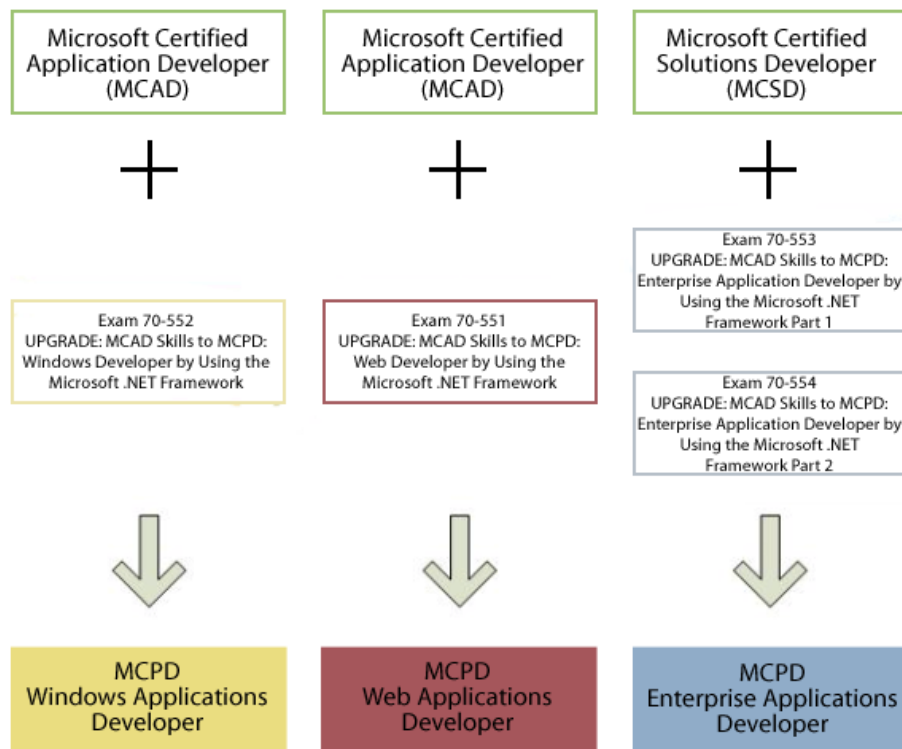 Microsoft Certified
Application Developer
(MCAD)
Microsoft Certified
Application Developer
(MCAD)
Microsoft Certified
Solutions Developer
(MCSD)
Exam 70-552
UPGRADE: MCAD Skills to MCPD:
Windows Developer by Using the
Microsoft .NET Framework
Exam 70-551
UPGRADE: MCAD Skills to MCPD:
Web Developer by Using the
Microsoft .NET Framework
Exam 70-553
UPGRADE: MCAD Skills to MCPD:
Enterprise Application Developer by
Using the Microsoft .NET
Framework Part 1
Exam 70-554
UPGRADE: MCAD Skills to MCPD:
Enterprise Application Developer by
Using the Microsoft .NET
Framework Part 2
MCPD
Windows Applications
Developer
MCPD
Web Applications
Developer
MCPD
Enterprise Applications
Developer